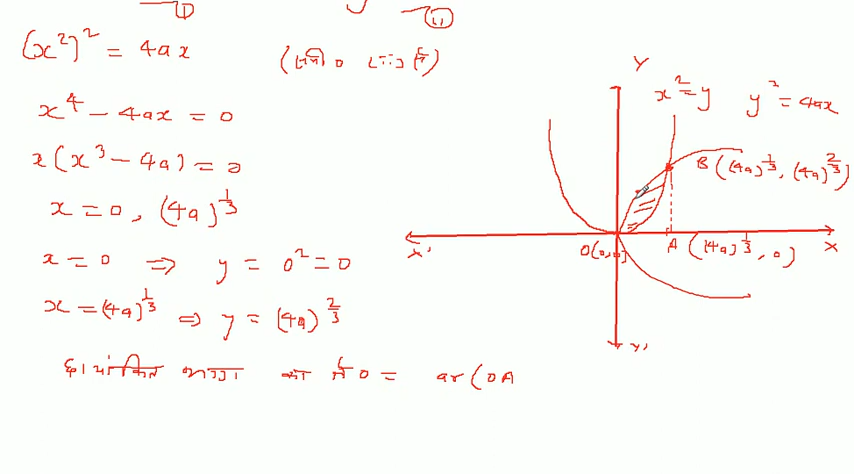 (x²)² = 4ax
(समी० से)
x⁴ - 4ax = 0
x(x³ - 4a) = 0
x = 0, (4a)^1/3
x = 0 ⇒ y = 0² = 0
x = (4a)^1/3 ⇒ y = (4a)^2/3
छायांकित भाग का क्षे० = ar (OA
Y
x² = y y² = 4ax
B((4a)^1/3, (4a)^2/3)
X' O(0,0) A ((4a)^1/3, 0) X
Y'